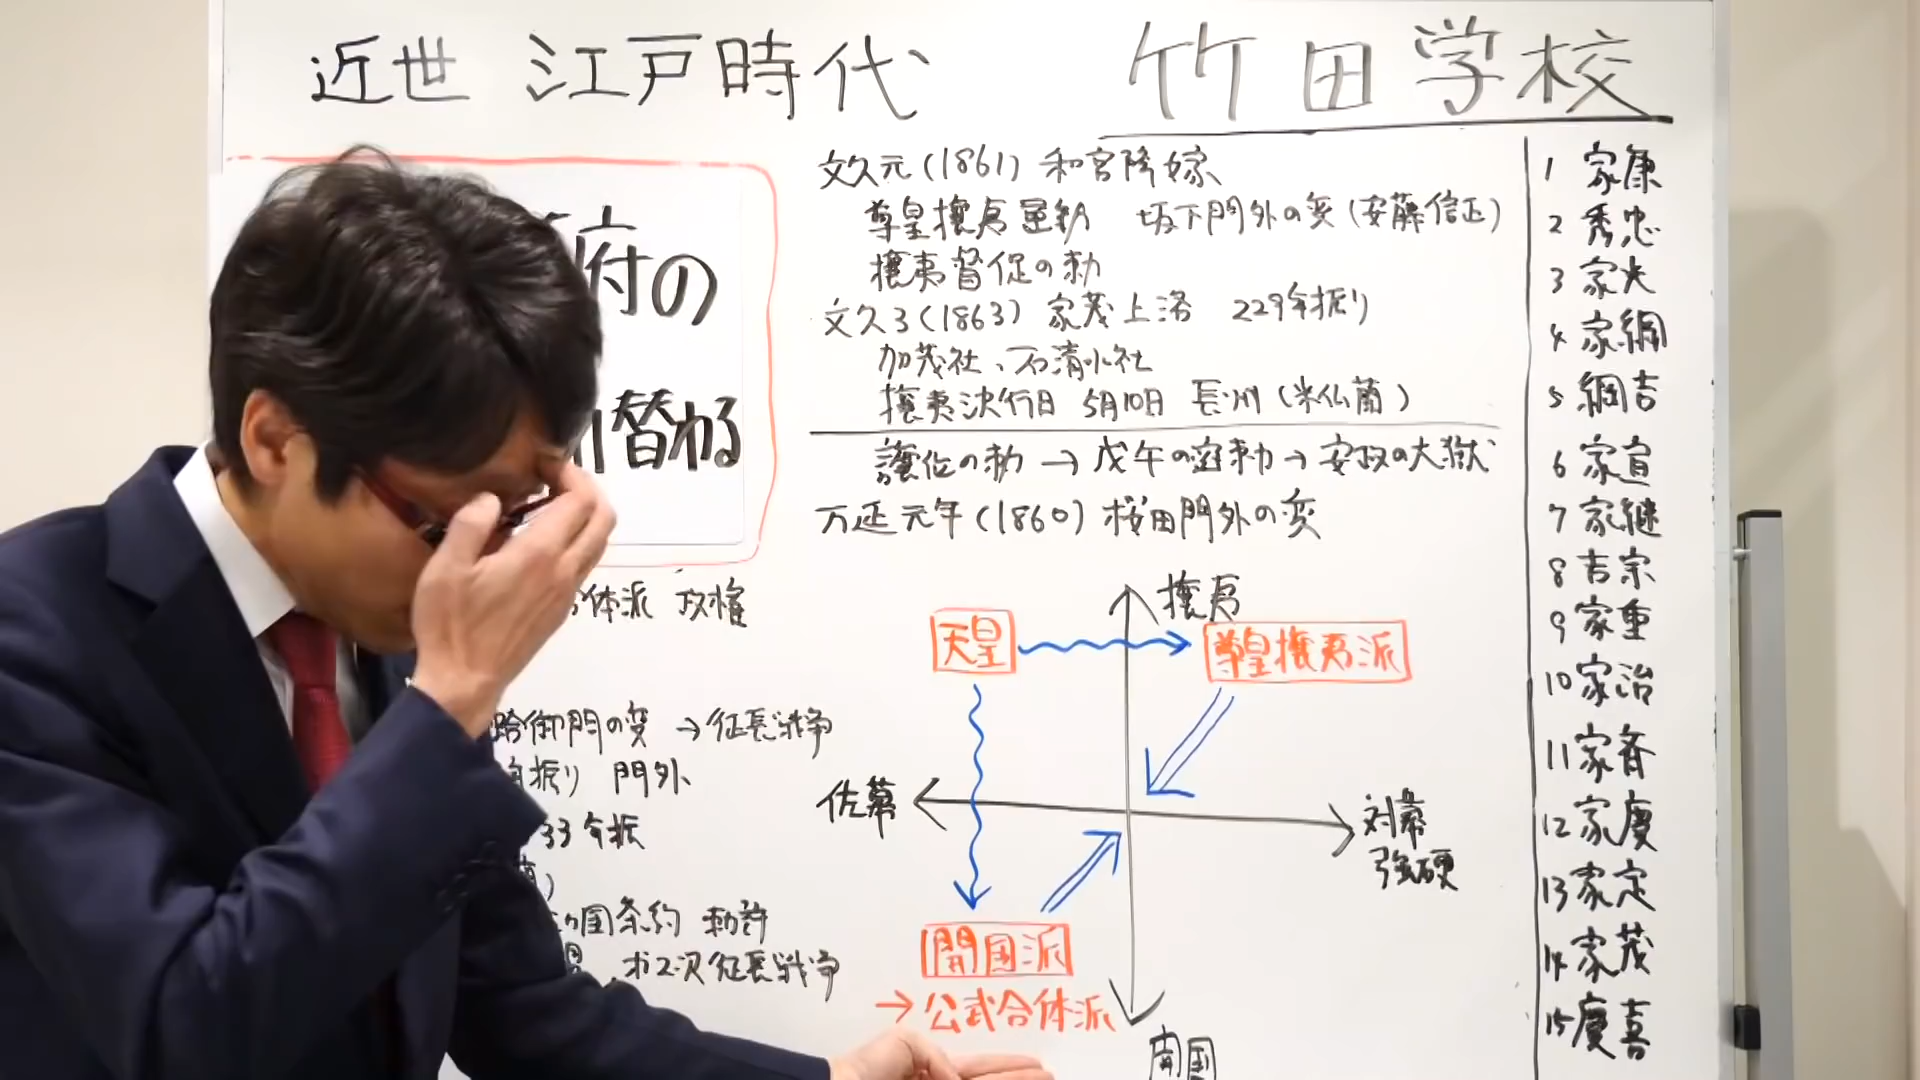 近世 江戸時代
竹田学校
府の
替わる
文久元(1861) 和宮降嫁
尊皇攘夷運動 坂下門外の変(安藤信正)
攘夷督促の勅
文久3(1863) 家茂上洛 229年振り
加茂社、石清水社
攘夷決行日 5月10日 長州(米仏蘭)
譲位の勅→戊午の密勅→安政の大獄
万延元年(1860) 桜田門外の変
体派 政権
御門の変 →征長戦争
振り 門外
33年振
国条約 勅許
才2次征長戦争
攘夷
天皇
尊皇攘夷派
佐幕
対幕
強硬
開国派
→公式合体派
開国
1 家康
2 秀忠
3 家光
4 家綱
5 綱吉
6 家宣
7 家継
8 吉宗
9 家重
10 家治
11 家斉
12 家慶
13 家定
14 家茂
15 慶喜